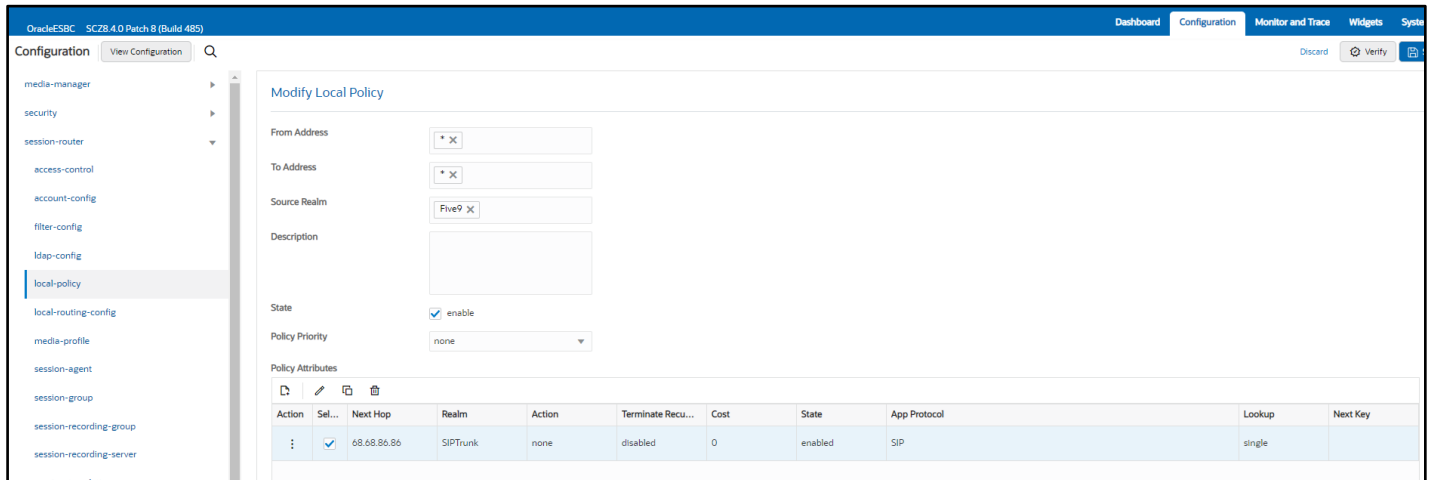 OracleESBC SCZ8.4.0 Patch 8 (Build 485)
Dashboard Configuration Monitor and Trace Widgets Syste
Configuration View Configuration Discard Verify
media-manager
security
session-router
access-control
account-config
filter-config
ldap-config
local-policy
local-routing-config
media-profile
session-agent
session-group
session-recording-group
session-recording-server
Modify Local Policy
From Address * X
To Address * X
Source Realm Five9 X
Description
State enable
Policy Priority none
Policy Attributes
Action Sel... Next Hop Realm Action Terminate Recu... Cost State App Protocol Lookup Next Key
68.68.86.86 SIPTrunk none disabled 0 enabled SIP single